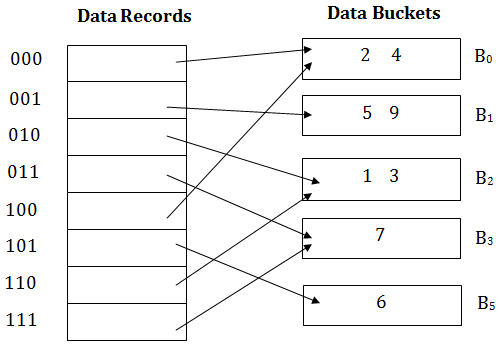 Data Records Data Buckets
000 2 4 B0
001 5 9 B1
010
011 1 3 B2
100 7 B3
101
110 6 B5
111